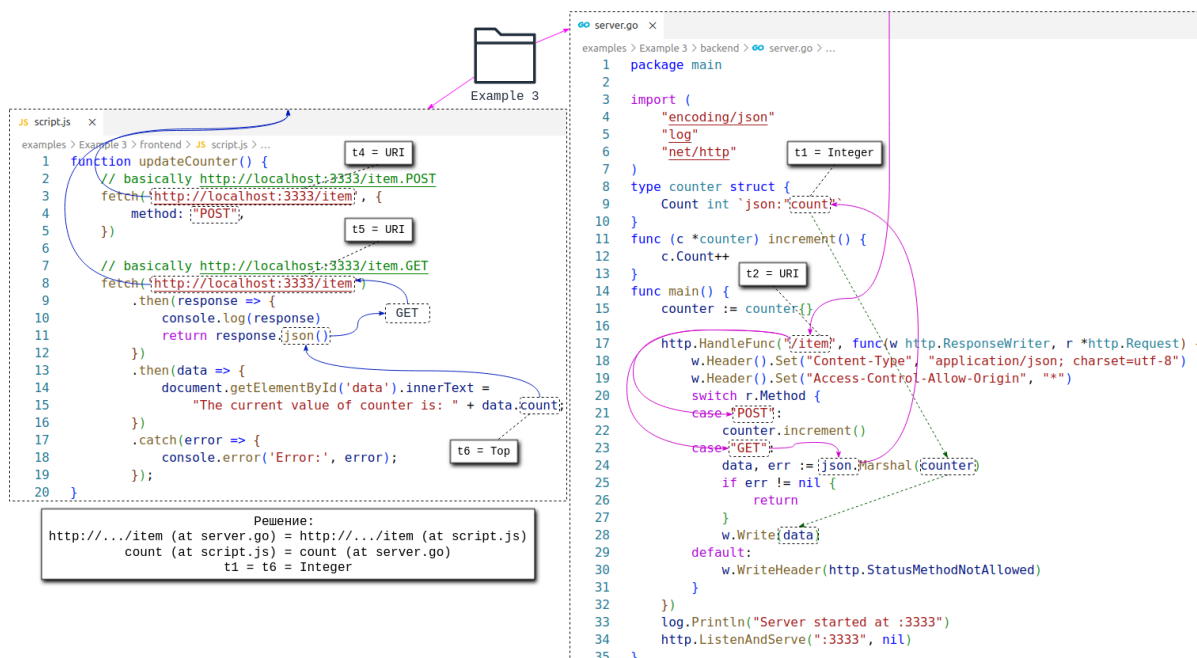 Example 3
JS script.js ×
examples > Example 3 > frontend > JS script.js > ...
1 function updateCounter() {
2 // basically http://localhost:3333/item.POST
3 fetch('http://localhost:3333/item', {
4 method: "POST",
5 })
6
7 // basically http://localhost:3333/item.GET
8 fetch('http://localhost:3333/item')
9 .then(response => {
10 console.log(response)
11 return response.json()
12 })
13 .then(data => {
14 document.getElementById('data').innerText =
15 "The current value of counter is: " + data.count;
16 })
17 .catch(error => {
18 console.error('Error:', error);
19 });
20 }
t4 = URI
t5 = URI
GET
t6 = Top
Решение:
http://.../item (at server.go) = http://.../item (at script.js)
count (at script.js) = count (at server.go)
t1 = t6 = Integer
GO server.go ×
examples > Example 3 > backend > GO server.go > ...
1 package main
2
3 import (
4 "encoding/json"
5 "log"
6 "net/http"
7 )
8 type counter struct {
9 Count int `json:"count"`
10 }
11 func (c *counter) increment() {
12 c.Count++
13 }
14 func main() {
15 counter := counter{}
16
17 http.HandleFunc("/item", func(w http.ResponseWriter, r *http.Request) {
18 w.Header().Set("Content-Type", "application/json; charset=utf-8")
19 w.Header().Set("Access-Control-Allow-Origin", "*")
20 switch r.Method {
21 case "POST":
22 counter.increment()
23 case "GET":
24 data, err := json.Marshal(counter)
25 if err != nil {
26 return
27 }
28 w.Write(data)
29 default:
30 w.WriteHeader(http.StatusMethodNotAllowed)
31 }
32 })
33 log.Println("Server started at :3333")
34 http.ListenAndServe(":3333", nil)
35 }
t1 = Integer
t2 = URI